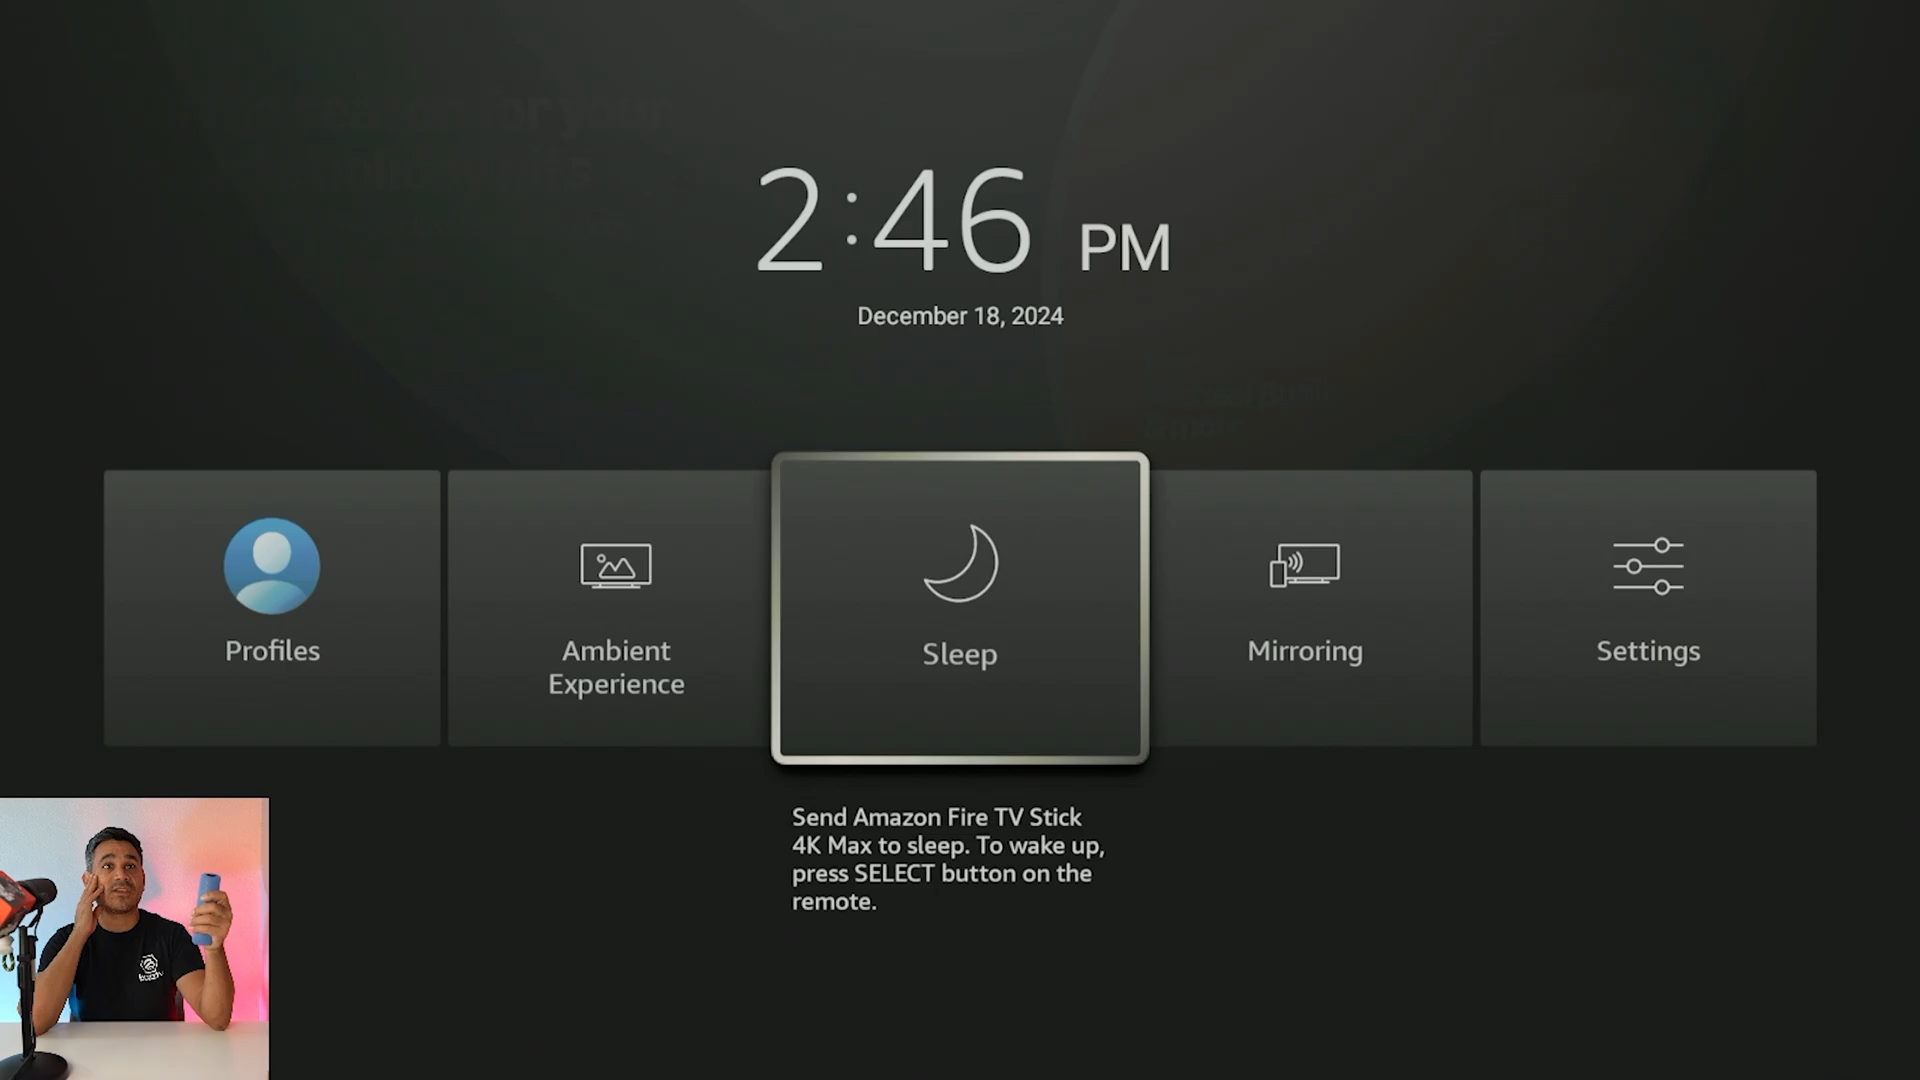 2:46 PM
December 18, 2024
Profiles
Ambient
Experience
Sleep
Mirroring
Settings
Send Amazon Fire TV Stick
4K Max to sleep. To wake up,
press SELECT button on the
remote.